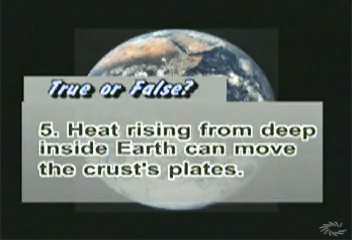 True or False?
5. Heat rising from deep
inside Earth can move
the crust's plates.